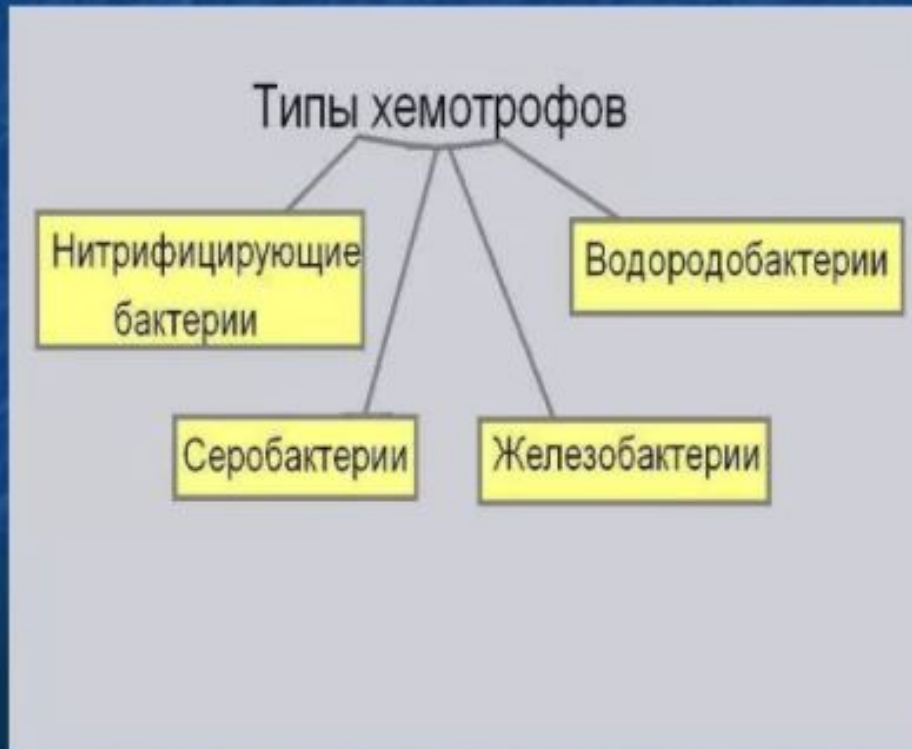 Типы хемотрофов
Нитрифицирующие
бактерии
Водородобактерии
Серобактерии
Железобактерии